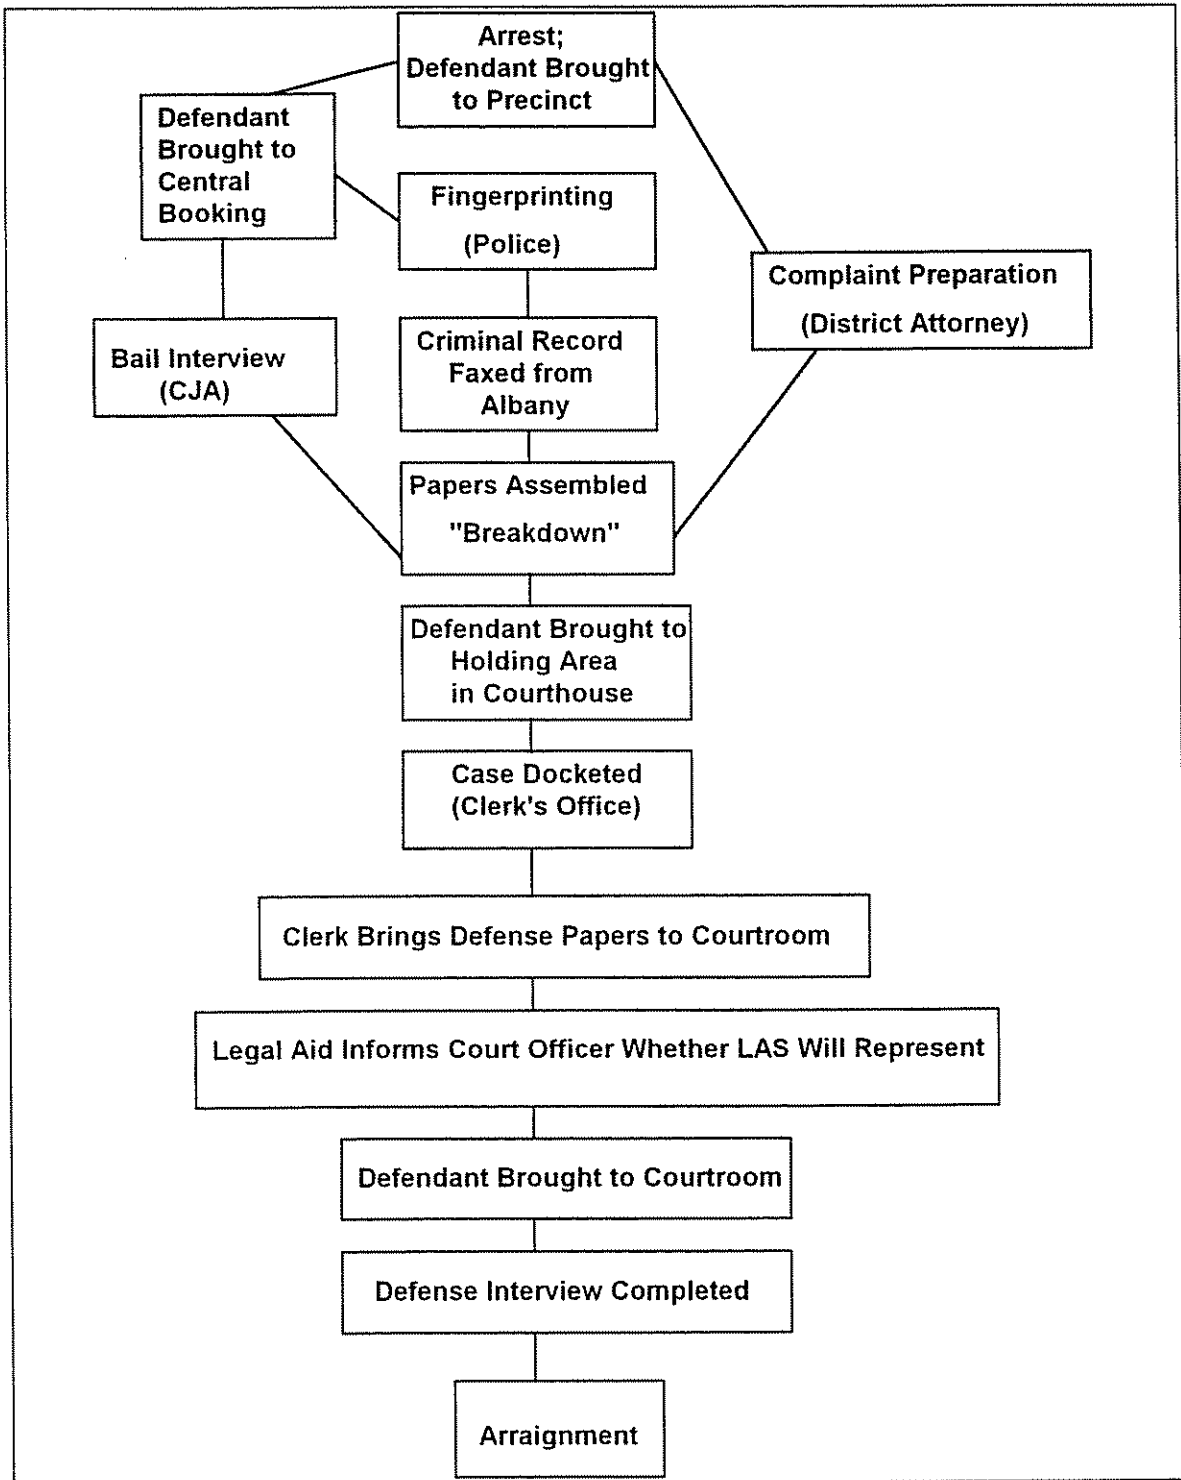 Arrest;
Defendant Brought
to Precinct
Defendant
Brought to
Central
Booking
Fingerprinting
(Police)
Complaint Preparation
(District Attorney)
Bail Interview
(CJA)
Criminal Record
Faxed from
Albany
Papers Assembled
"Breakdown"
Defendant Brought to
Holding Area
in Courthouse
Case Docketed
(Clerk's Office)
Clerk Brings Defense Papers to Courtroom
Legal Aid Informs Court Officer Whether LAS Will Represent
Defendant Brought to Courtroom
Defense Interview Completed
Arraignment